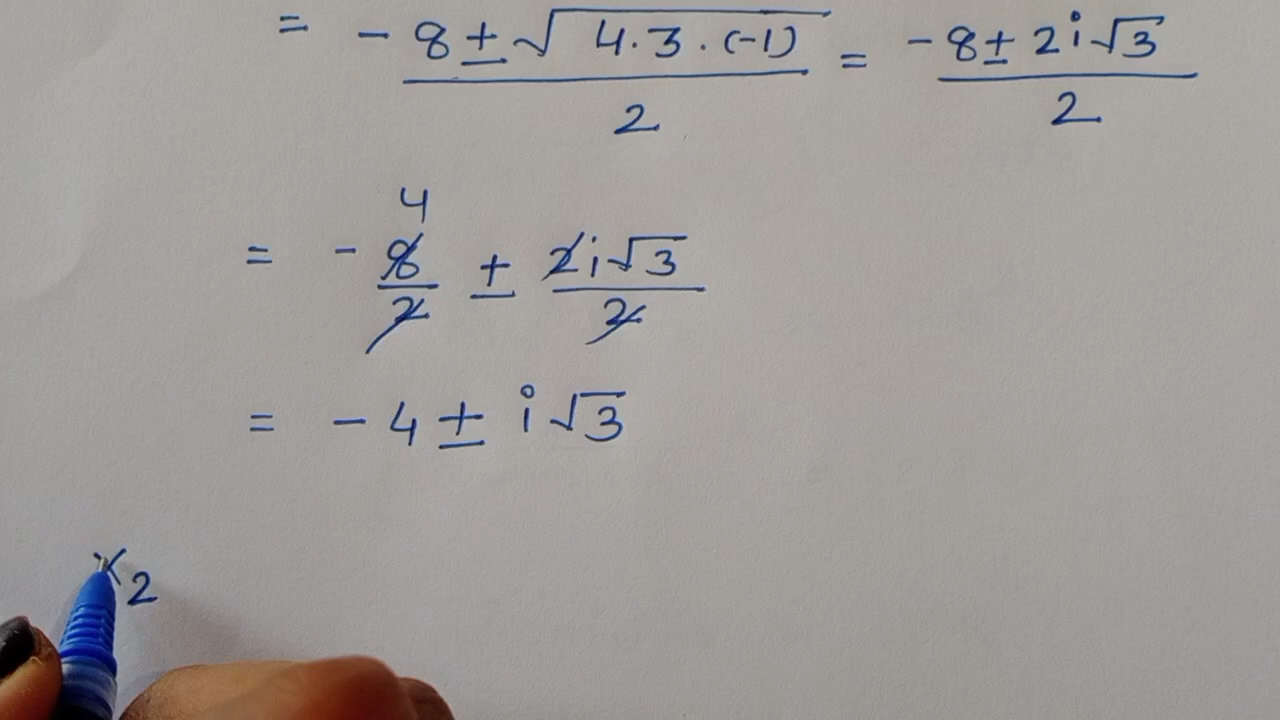 = -8±√4.3.(-1)/2 = -8±2i√3/2
4
= -8/2 ± 2i√3/2
= -4 ± i√3
x₂